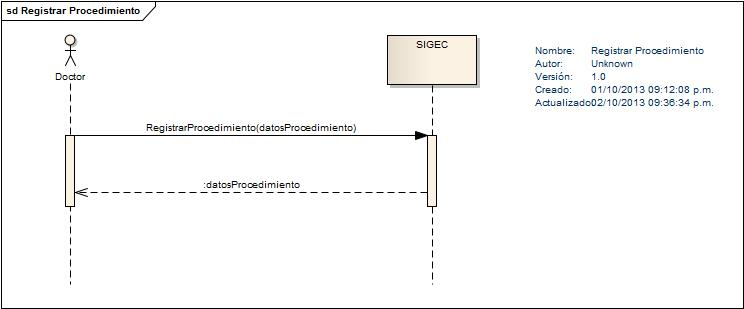 sd Registrar Procedimiento
Doctor
SIGEC
Nombre: Registrar Procedimiento
Autor: Unknown
Versión: 1.0
Creado: 01/10/2013 09:12:08 p.m.
Actualizado02/10/2013 09:36:34 p.m.
RegistrarProcedimiento(datosProcedimiento)
:datosProcedimiento